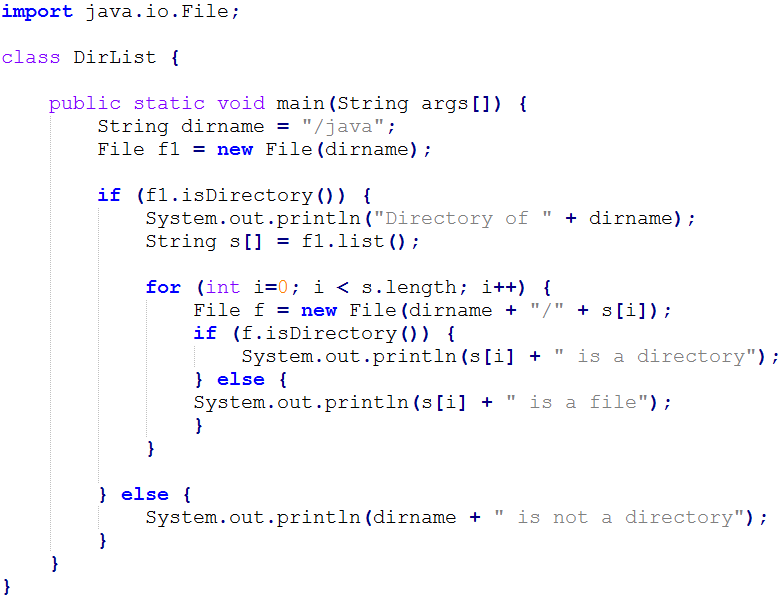 import java.io.File;

class DirList {

    public static void main(String args[]) {
        String dirname = "/java";
        File f1 = new File(dirname);

        if (f1.isDirectory()) {
            System.out.println("Directory of " + dirname);
            String s[] = f1.list();

            for (int i=0; i < s.length; i++) {
                File f = new File(dirname + "/" + s[i]);
                if (f.isDirectory()) {
                    System.out.println(s[i] + " is a directory");
                } else {
                System.out.println(s[i] + " is a file");
                }
            }

        } else {
            System.out.println(dirname + " is not a directory");
        }
    }
}